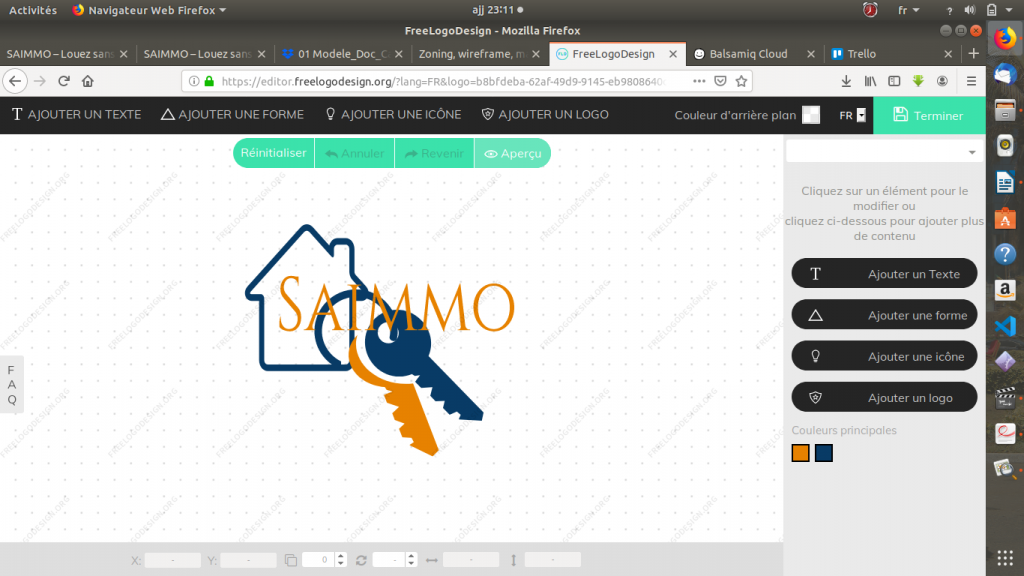 Activités
Navigateur Web Firefox
ajj 23:11
fr
FreeLogoDesign - Mozilla Firefox
SAIMMO – Louez sans
SAIMMO – Louez sans
01 Modele_Doc_C
Zoning, wireframe, m
FreeLogoDesign
Balsamiq Cloud
Trello
https://editor.freelogodesign.org/?lang=FR&logo=b8bfdeba-62af-49d9-9145-eb9808640
AJOUTER UN TEXTE
AJOUTER UNE FORME
AJOUTER UNE ICÔNE
AJOUTER UN LOGO
Couleur d'arrière plan
FR
Terminer
Réinitialiser
Annuler
Revenir
Aperçu
Cliquez sur un élément pour le
modifier ou
cliquez ci-dessous pour ajouter plus
de contenu
SAIMMO
T Ajouter un Texte
Ajouter une forme
Ajouter une icône
Ajouter un logo
Couleurs principales
F
A
Q
FREELOGODESIGN.ORG
X: -
Y: -
0
-
-
-